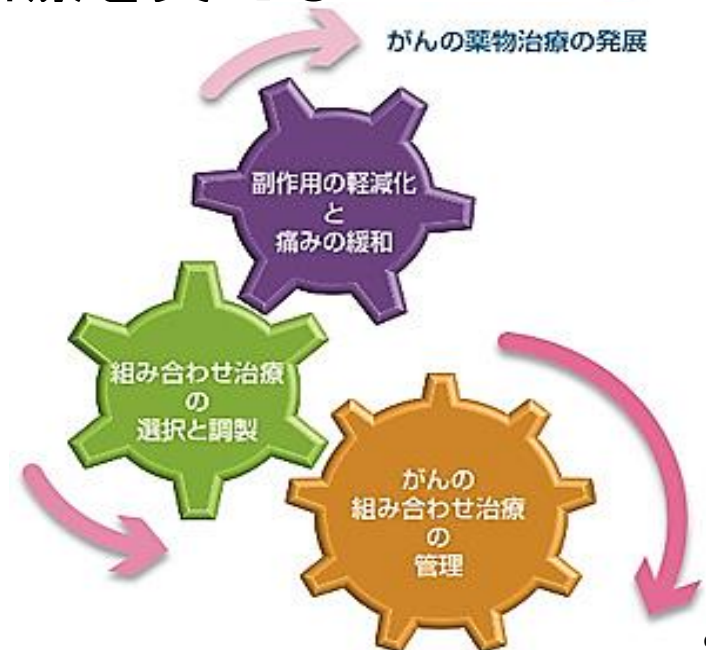 がんの薬物治療の発展
副作用の軽減化
と
痛みの緩和
組み合わせ治療
の
選択と調製
がんの
組み合わせ治療
の
管理